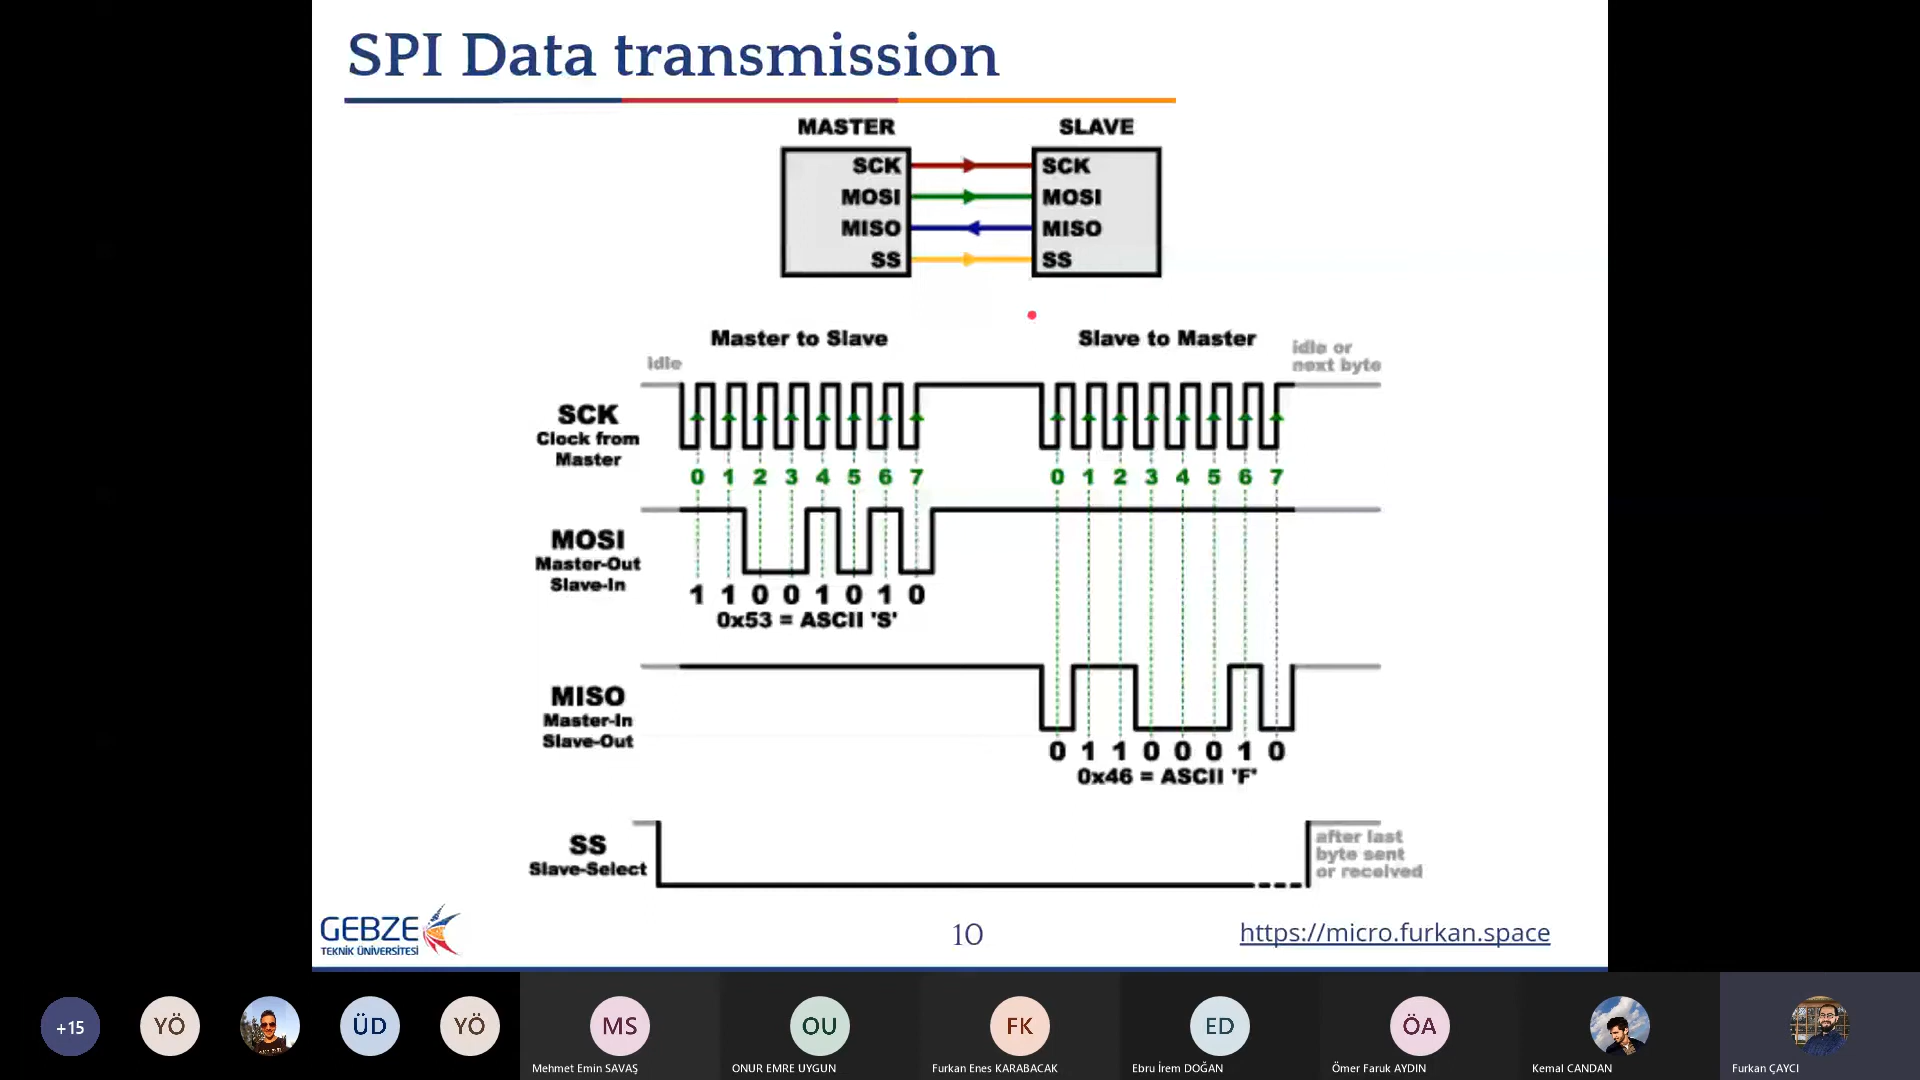 SPI Data transmission
MASTER
SLAVE
SCK
SCK
MOSI
MOSI
MISO
MISO
SS
SS
Master to Slave
Slave to Master
idle
idle or
next byte
SCK
Clock from
Master
0 1 2 3 4 5 6 7
0 1 2 3 4 5 6 7
MOSI
Master-Out
Slave-In
1 1 0 0 1 0 1 0
0x53 = ASCII 'S'
MISO
Master-In
Slave-Out
0 1 1 0 0 0 1 0
0x46 = ASCII 'F'
SS
Slave-Select
after last
byte sent
or received
GEBZE
TEKNİK ÜNİVERSİTESİ
10
https://micro.furkan.space
+15
YÖ
ÜD
YÖ
MS
OU
FK
ED
ÖA
Mehmet Emin SAVAŞ
ONUR EMRE UYGUN
Furkan Enes KARABACAK
Ebru İrem DOĞAN
Ömer Faruk AYDIN
Kemal CANDAN
Furkan ÇAYCI